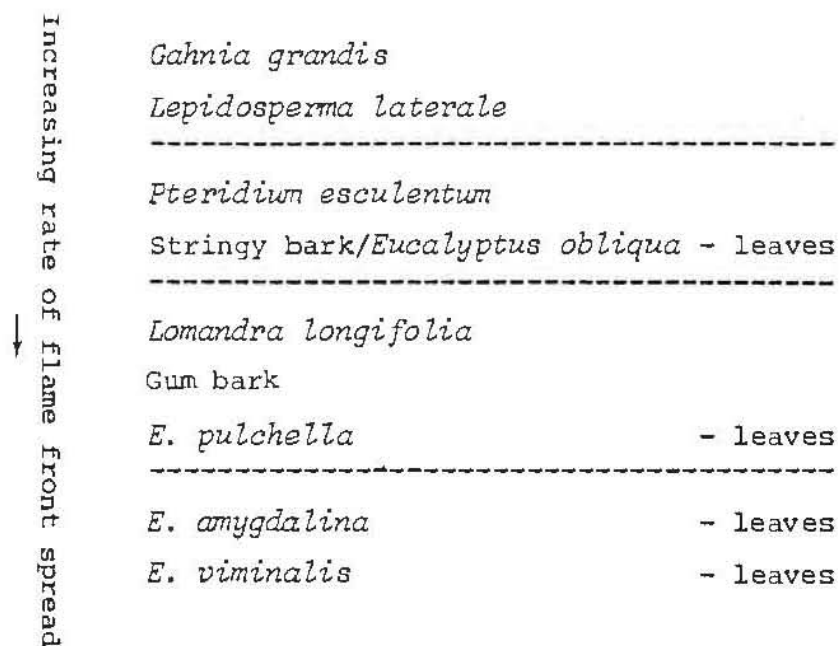 Increasing rate of flame front spread
Gahnia grandis
Lepidosperma laterale
Pteridium esculentum
Stringy bark/Eucalyptus obliqua - leaves
Lomandra longifolia
Gum bark
E. pulchella - leaves
E. amygdalina - leaves
E. viminalis - leaves